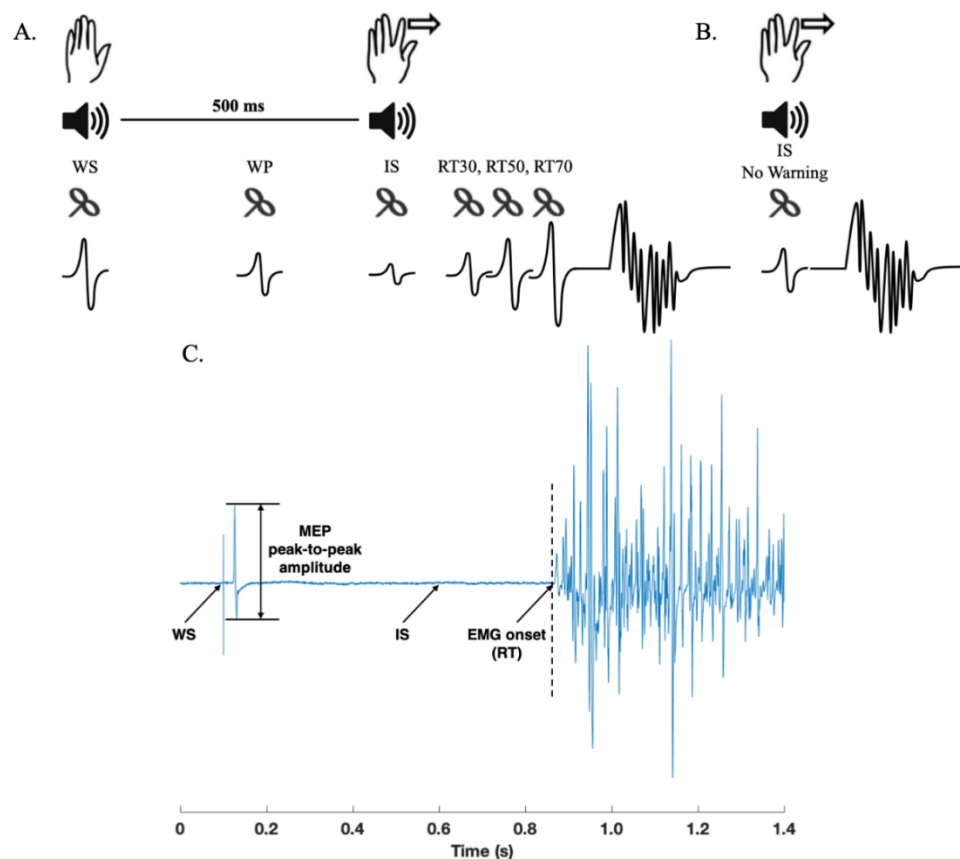 A.
B.
500 ms
WS
WP
IS
RT30, RT50, RT70
IS
No Warning
C.
MEP
peak-to-peak
amplitude
WS
IS
EMG onset
(RT)
0
0.2
0.4
0.6
0.8
1.0
1.2
1.4
Time (s)